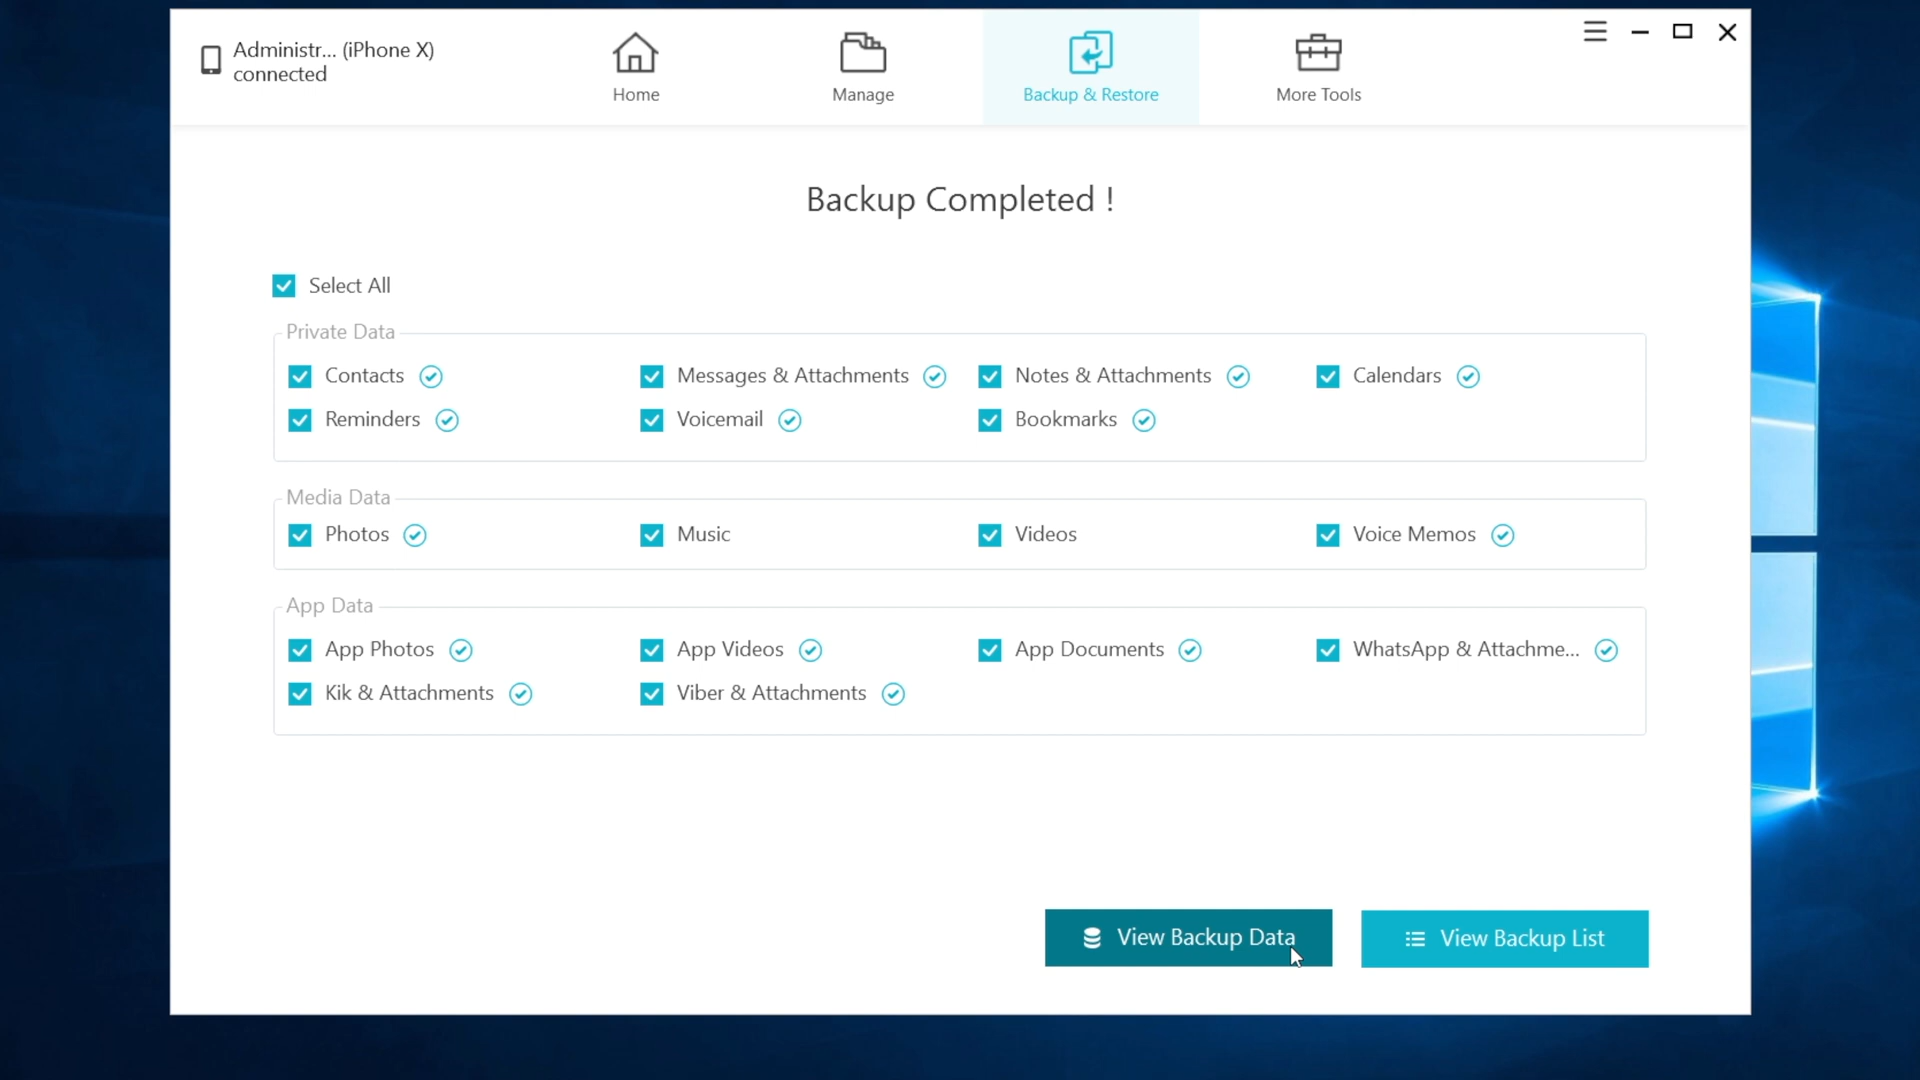 Administr... (iPhone X)
connected
Home
Manage
Backup & Restore
More Tools
Backup Completed !
Select All
Private Data
Contacts
Messages & Attachments
Notes & Attachments
Calendars
Reminders
Voicemail
Bookmarks
Media Data
Photos
Music
Videos
Voice Memos
App Data
App Photos
App Videos
App Documents
WhatsApp & Attachme...
Kik & Attachments
Viber & Attachments
View Backup Data
View Backup List